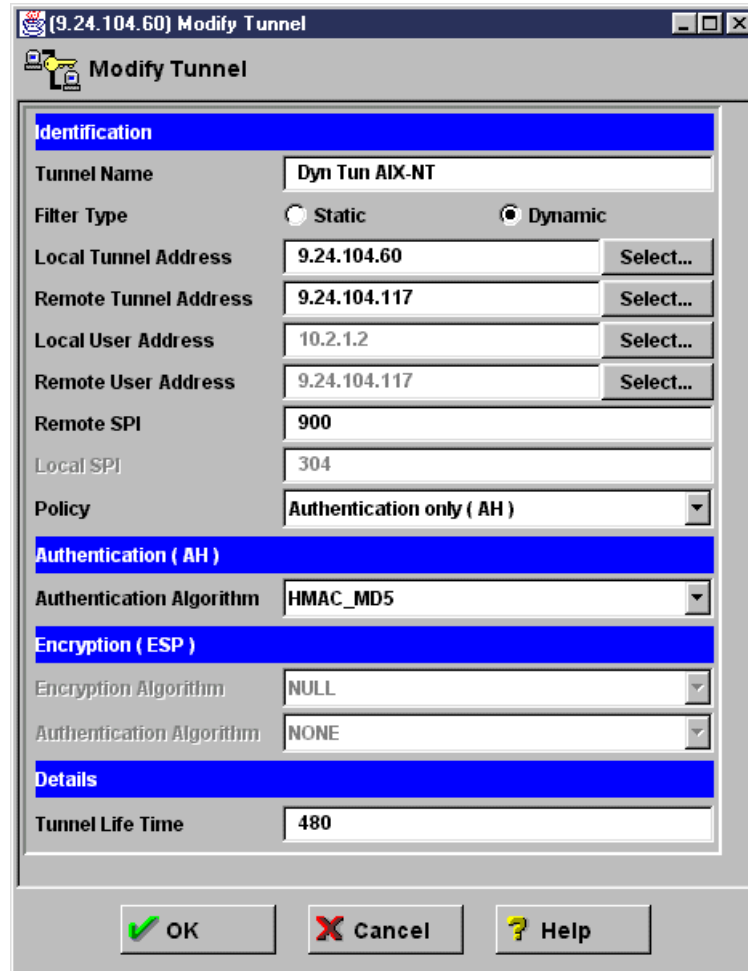 (9.24.104.60) Modify Tunnel
Modify Tunnel
Identification
Tunnel Name Dyn Tun AIX-NT
Filter Type Static Dynamic
Local Tunnel Address 9.24.104.60 Select...
Remote Tunnel Address 9.24.104.117 Select...
Local User Address 10.2.1.2 Select...
Remote User Address 9.24.104.117 Select...
Remote SPI 900
Local SPI 304
Policy Authentication only ( AH )
Authentication ( AH )
Authentication Algorithm HMAC_MD5
Encryption ( ESP )
Encryption Algorithm NULL
Authentication Algorithm NONE
Details
Tunnel Life Time 480
OK Cancel Help